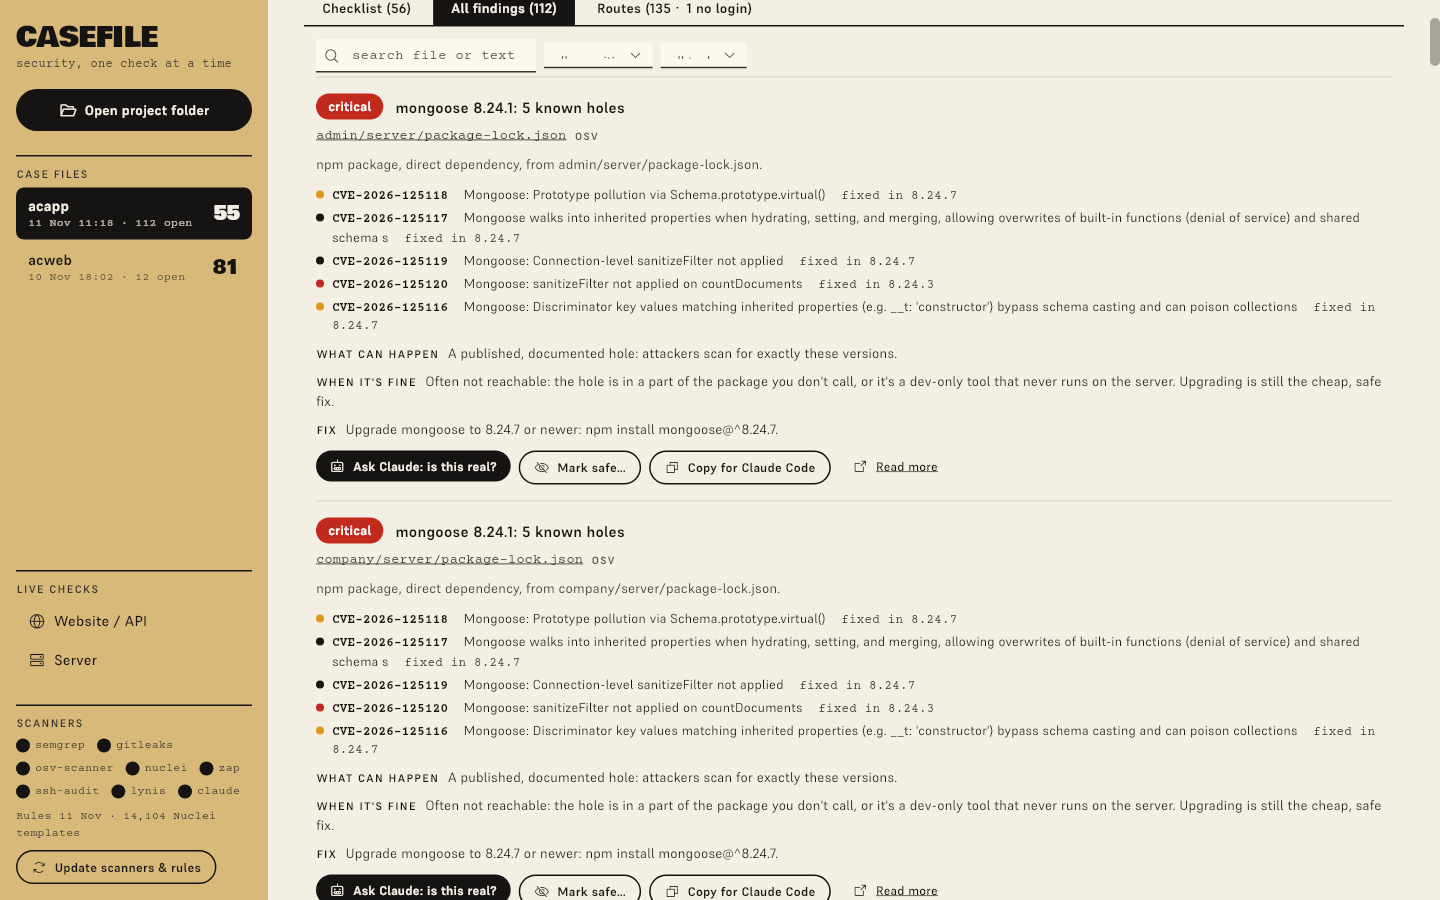 CASEFILE
security, one check at a time
Open project folder
CASE FILES
acapp
11 Nov 11:18 · 112 open
55
acweb
10 Nov 18:02 · 12 open
81
LIVE CHECKS
Website / API
Server
SCANNERS
semgrep gitleaks
osv-scanner nuclei zap
ssh-audit lynis claude
Rules 11 Nov · 14,104 Nuclei
templates
Update scanners & rules
Checklist (56) All findings (112) Routes (135 · 1 no login)
search file or text
critical mongoose 8.24.1: 5 known holes
admin/server/package-lock.json OSV
npm package, direct dependency, from admin/server/package-lock.json.
CVE-2026-125118 Mongoose: Prototype pollution via Schema.prototype.virtual() fixed in 8.24.7
CVE-2026-125117 Mongoose walks into inherited properties when hydrating, setting, and merging, allowing overwrites of built-in functions (denial of service) and shared
schema s fixed in 8.24.7
CVE-2026-125119 Mongoose: Connection-level sanitizeFilter not applied fixed in 8.24.7
CVE-2026-125120 Mongoose: sanitizeFilter not applied on countDocuments fixed in 8.24.3
CVE-2026-125116 Mongoose: Discriminator key values matching inherited properties (e.g. __t: 'constructor') bypass schema casting and can poison collections fixed in
8.24.7
WHAT CAN HAPPEN A published, documented hole: attackers scan for exactly these versions.
WHEN IT'S FINE Often not reachable: the hole is in a part of the package you don't call, or it's a dev-only tool that never runs on the server. Upgrading is still the cheap, safe
fix.
FIX Upgrade mongoose to 8.24.7 or newer: npm install mongoose@^8.24.7.
Ask Claude: is this real? Mark safe… Copy for Claude Code Read more
critical mongoose 8.24.1: 5 known holes
company/server/package-lock.json OSV
npm package, direct dependency, from company/server/package-lock.json.
CVE-2026-125118 Mongoose: Prototype pollution via Schema.prototype.virtual() fixed in 8.24.7
CVE-2026-125117 Mongoose walks into inherited properties when hydrating, setting, and merging, allowing overwrites of built-in functions (denial of service) and shared
schema s fixed in 8.24.7
CVE-2026-125119 Mongoose: Connection-level sanitizeFilter not applied fixed in 8.24.7
CVE-2026-125120 Mongoose: sanitizeFilter not applied on countDocuments fixed in 8.24.3
CVE-2026-125116 Mongoose: Discriminator key values matching inherited properties (e.g. __t: 'constructor') bypass schema casting and can poison collections fixed in
8.24.7
WHAT CAN HAPPEN A published, documented hole: attackers scan for exactly these versions.
WHEN IT'S FINE Often not reachable: the hole is in a part of the package you don't call, or it's a dev-only tool that never runs on the server. Upgrading is still the cheap, safe
fix.
FIX Upgrade mongoose to 8.24.7 or newer: npm install mongoose@^8.24.7.
Ask Claude: is this real? Mark safe… Copy for Claude Code Read more